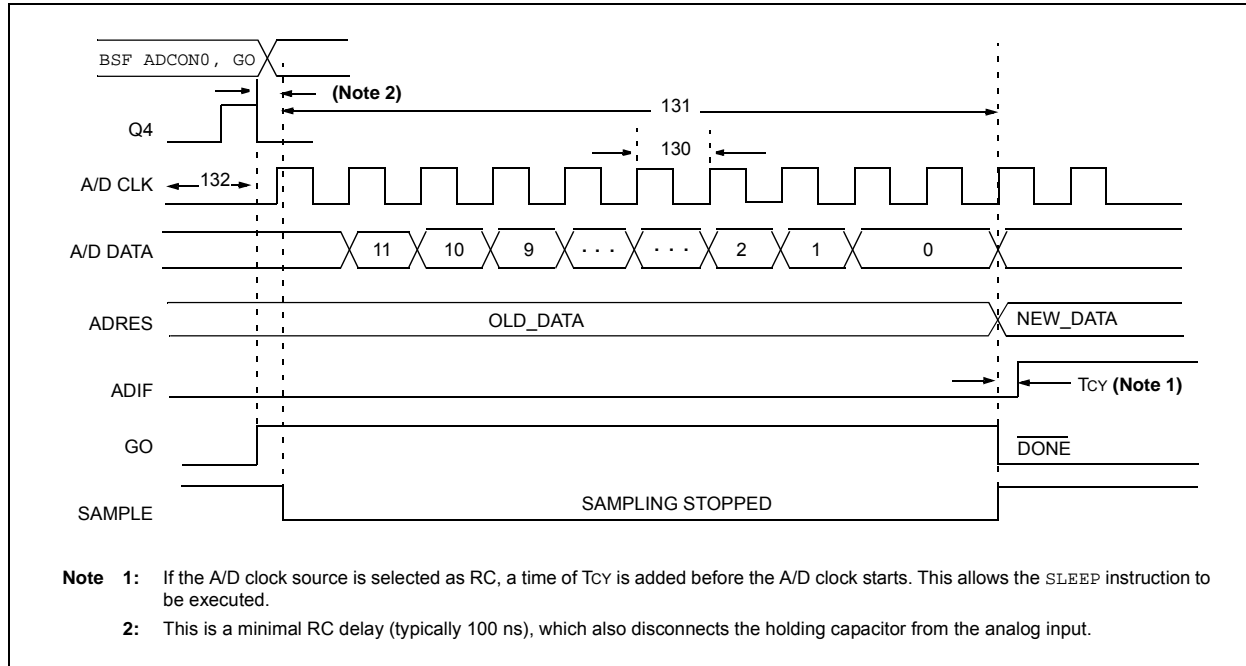 BSF ADCON0, GO
(Note 2)
131
Q4
130
A/D CLK
132
A/D DATA
11 10 9 . . . . . . 2 1 0
ADRES
OLD_DATA
NEW_DATA
ADIF
TCY (Note 1)
GO
DONE
SAMPLE
SAMPLING STOPPED
Note 1: If the A/D clock source is selected as RC, a time of TCY is added before the A/D clock starts. This allows the SLEEP instruction to
be executed.
2: This is a minimal RC delay (typically 100 ns), which also disconnects the holding capacitor from the analog input.